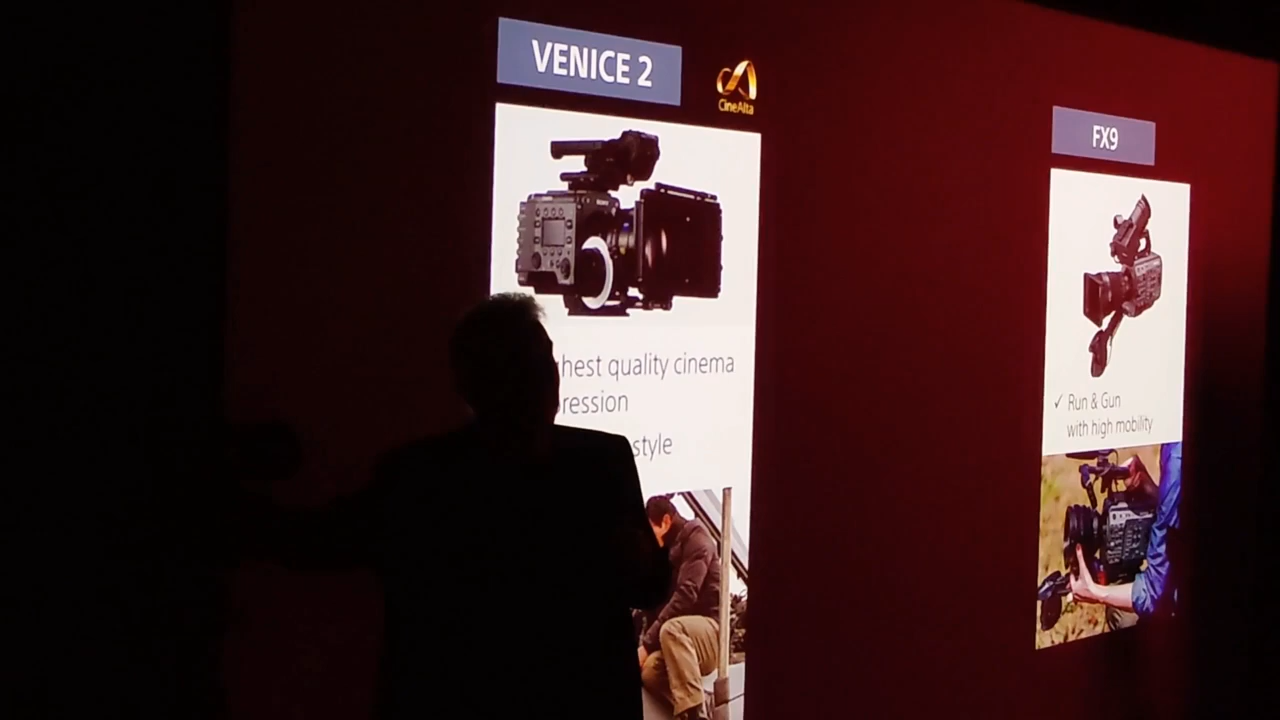 VENICE 2
CineAlta
hest quality cinema
ression
style
FX9
✓ Run & Gun
with high mobility